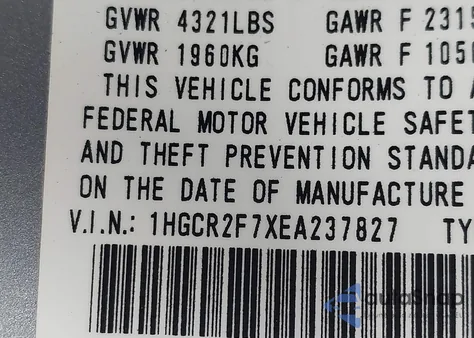 GVWR 4321LBS GAWR F 2315
GVWR 1960KG GAWR F 1050
THIS VEHICLE CONFORMS TO A
FEDERAL MOTOR VEHICLE SAFET
AND THEFT PREVENTION STANDA
ON THE DATE OF MANUFACTURE
V.I.N.: 1HGCR2F7XEA237827 TY
autoSnap